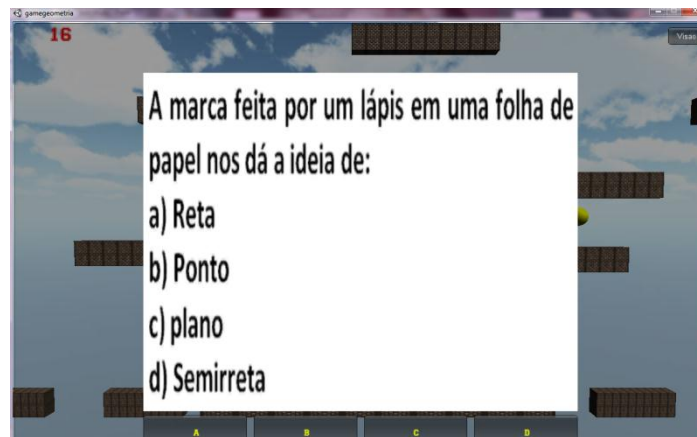 gamegeometria
16
Visao
A marca feita por um lápis em uma folha de
papel nos dá a ideia de:
a) Reta
b) Ponto
c) plano
d) Semirreta
A B C D